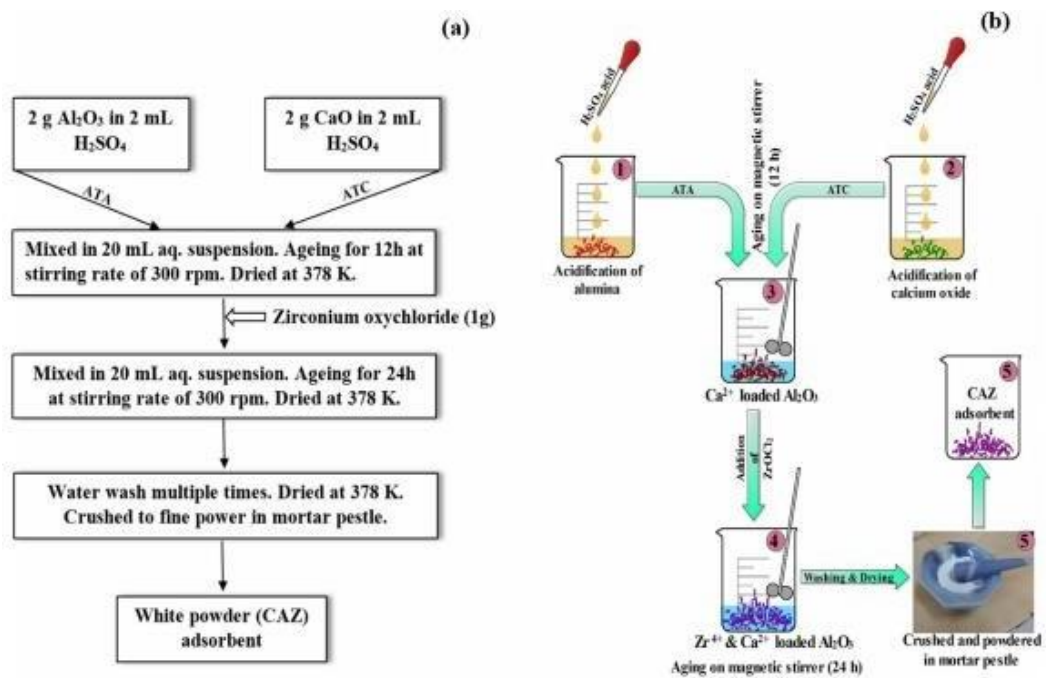 (a)
2 g Al₂O₃ in 2 mL
H₂SO₄
2 g CaO in 2 mL
H₂SO₄
ATA
ATC
Mixed in 20 mL aq. suspension. Ageing for 12h at
stirring rate of 300 rpm. Dried at 378 K.
Zirconium oxychloride (1g)
Mixed in 20 mL aq. suspension. Ageing for 24h
at stirring rate of 300 rpm. Dried at 378 K.
Water wash multiple times. Dried at 378 K.
Crushed to fine power in mortar pestle.
White powder (CAZ)
adsorbent
(b)
H₂SO₄ acid
H₂SO₄ acid
1
ATA
Aging on magnetic stirrer
(12 h)
ATC
2
Acidification of
alumina
Acidification of
calcium oxide
3
Ca²⁺ loaded Al₂O₃
Addition
of
ZrOCl₂
5
CAZ
adsorbent
4
Washing & Drying
5
Zr⁴⁺ & Ca²⁺ loaded Al₂O₃
Aging on magnetic stirrer (24 h)
Crushed and powdered
in mortar pestle